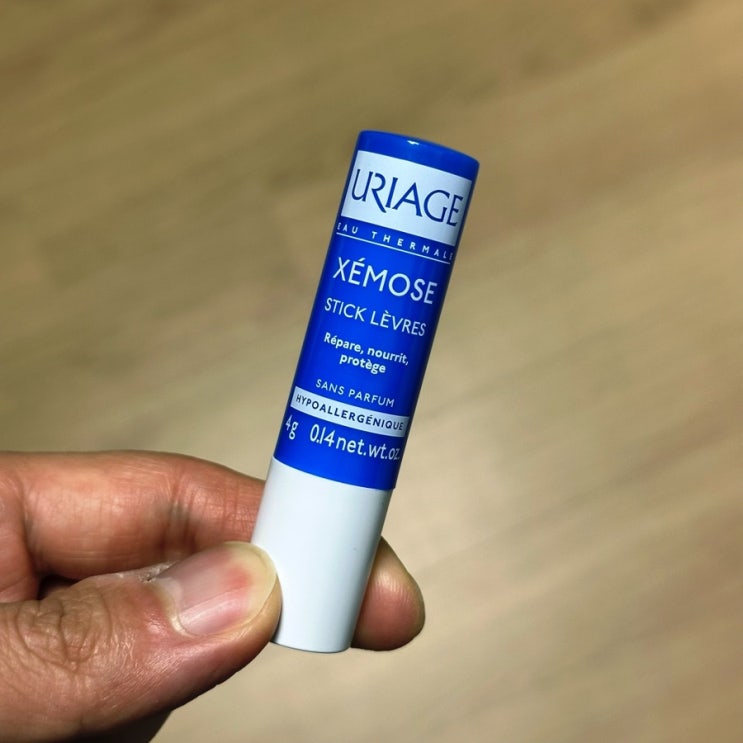 URIAGE
EAU THERMALE
XÉMOSE
STICK LÈVRES
Répare, nourrit,
protège
SANS PARFUM
HYPOALLERGÉNIQUE
4g 0.14net.wt.oz.